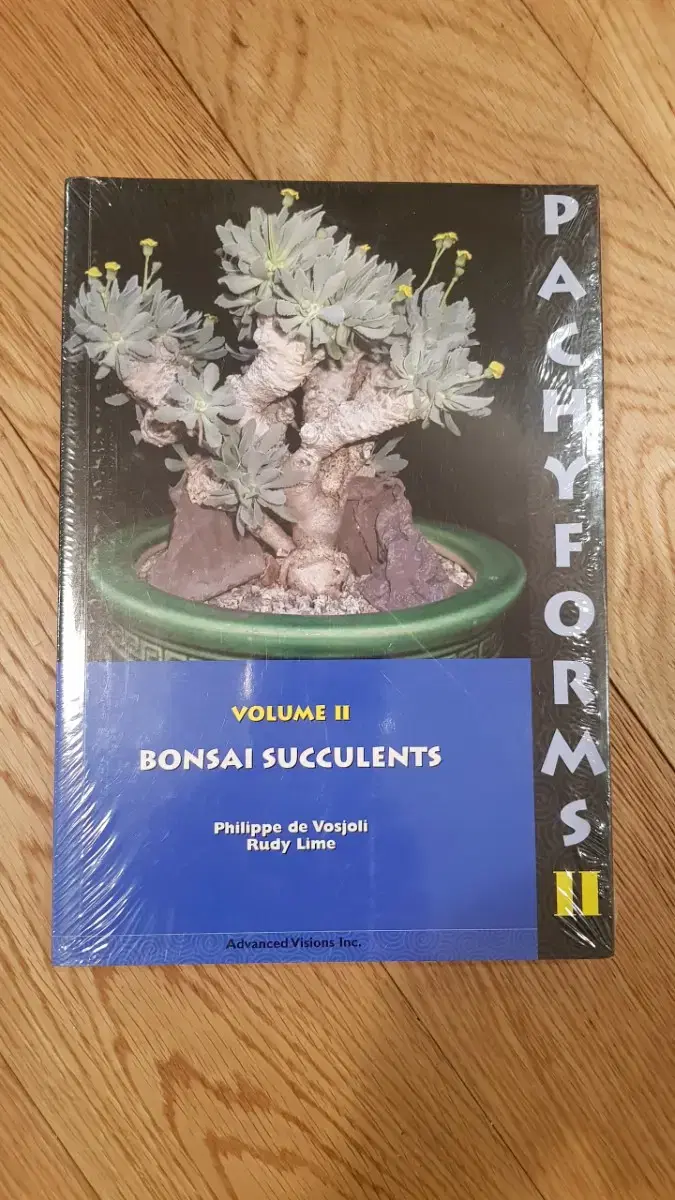 PACHYFORMS II
VOLUME II
BONSAI SUCCULENTS
Philippe de Vosjoli
Rudy Lime
Advanced Visions Inc.